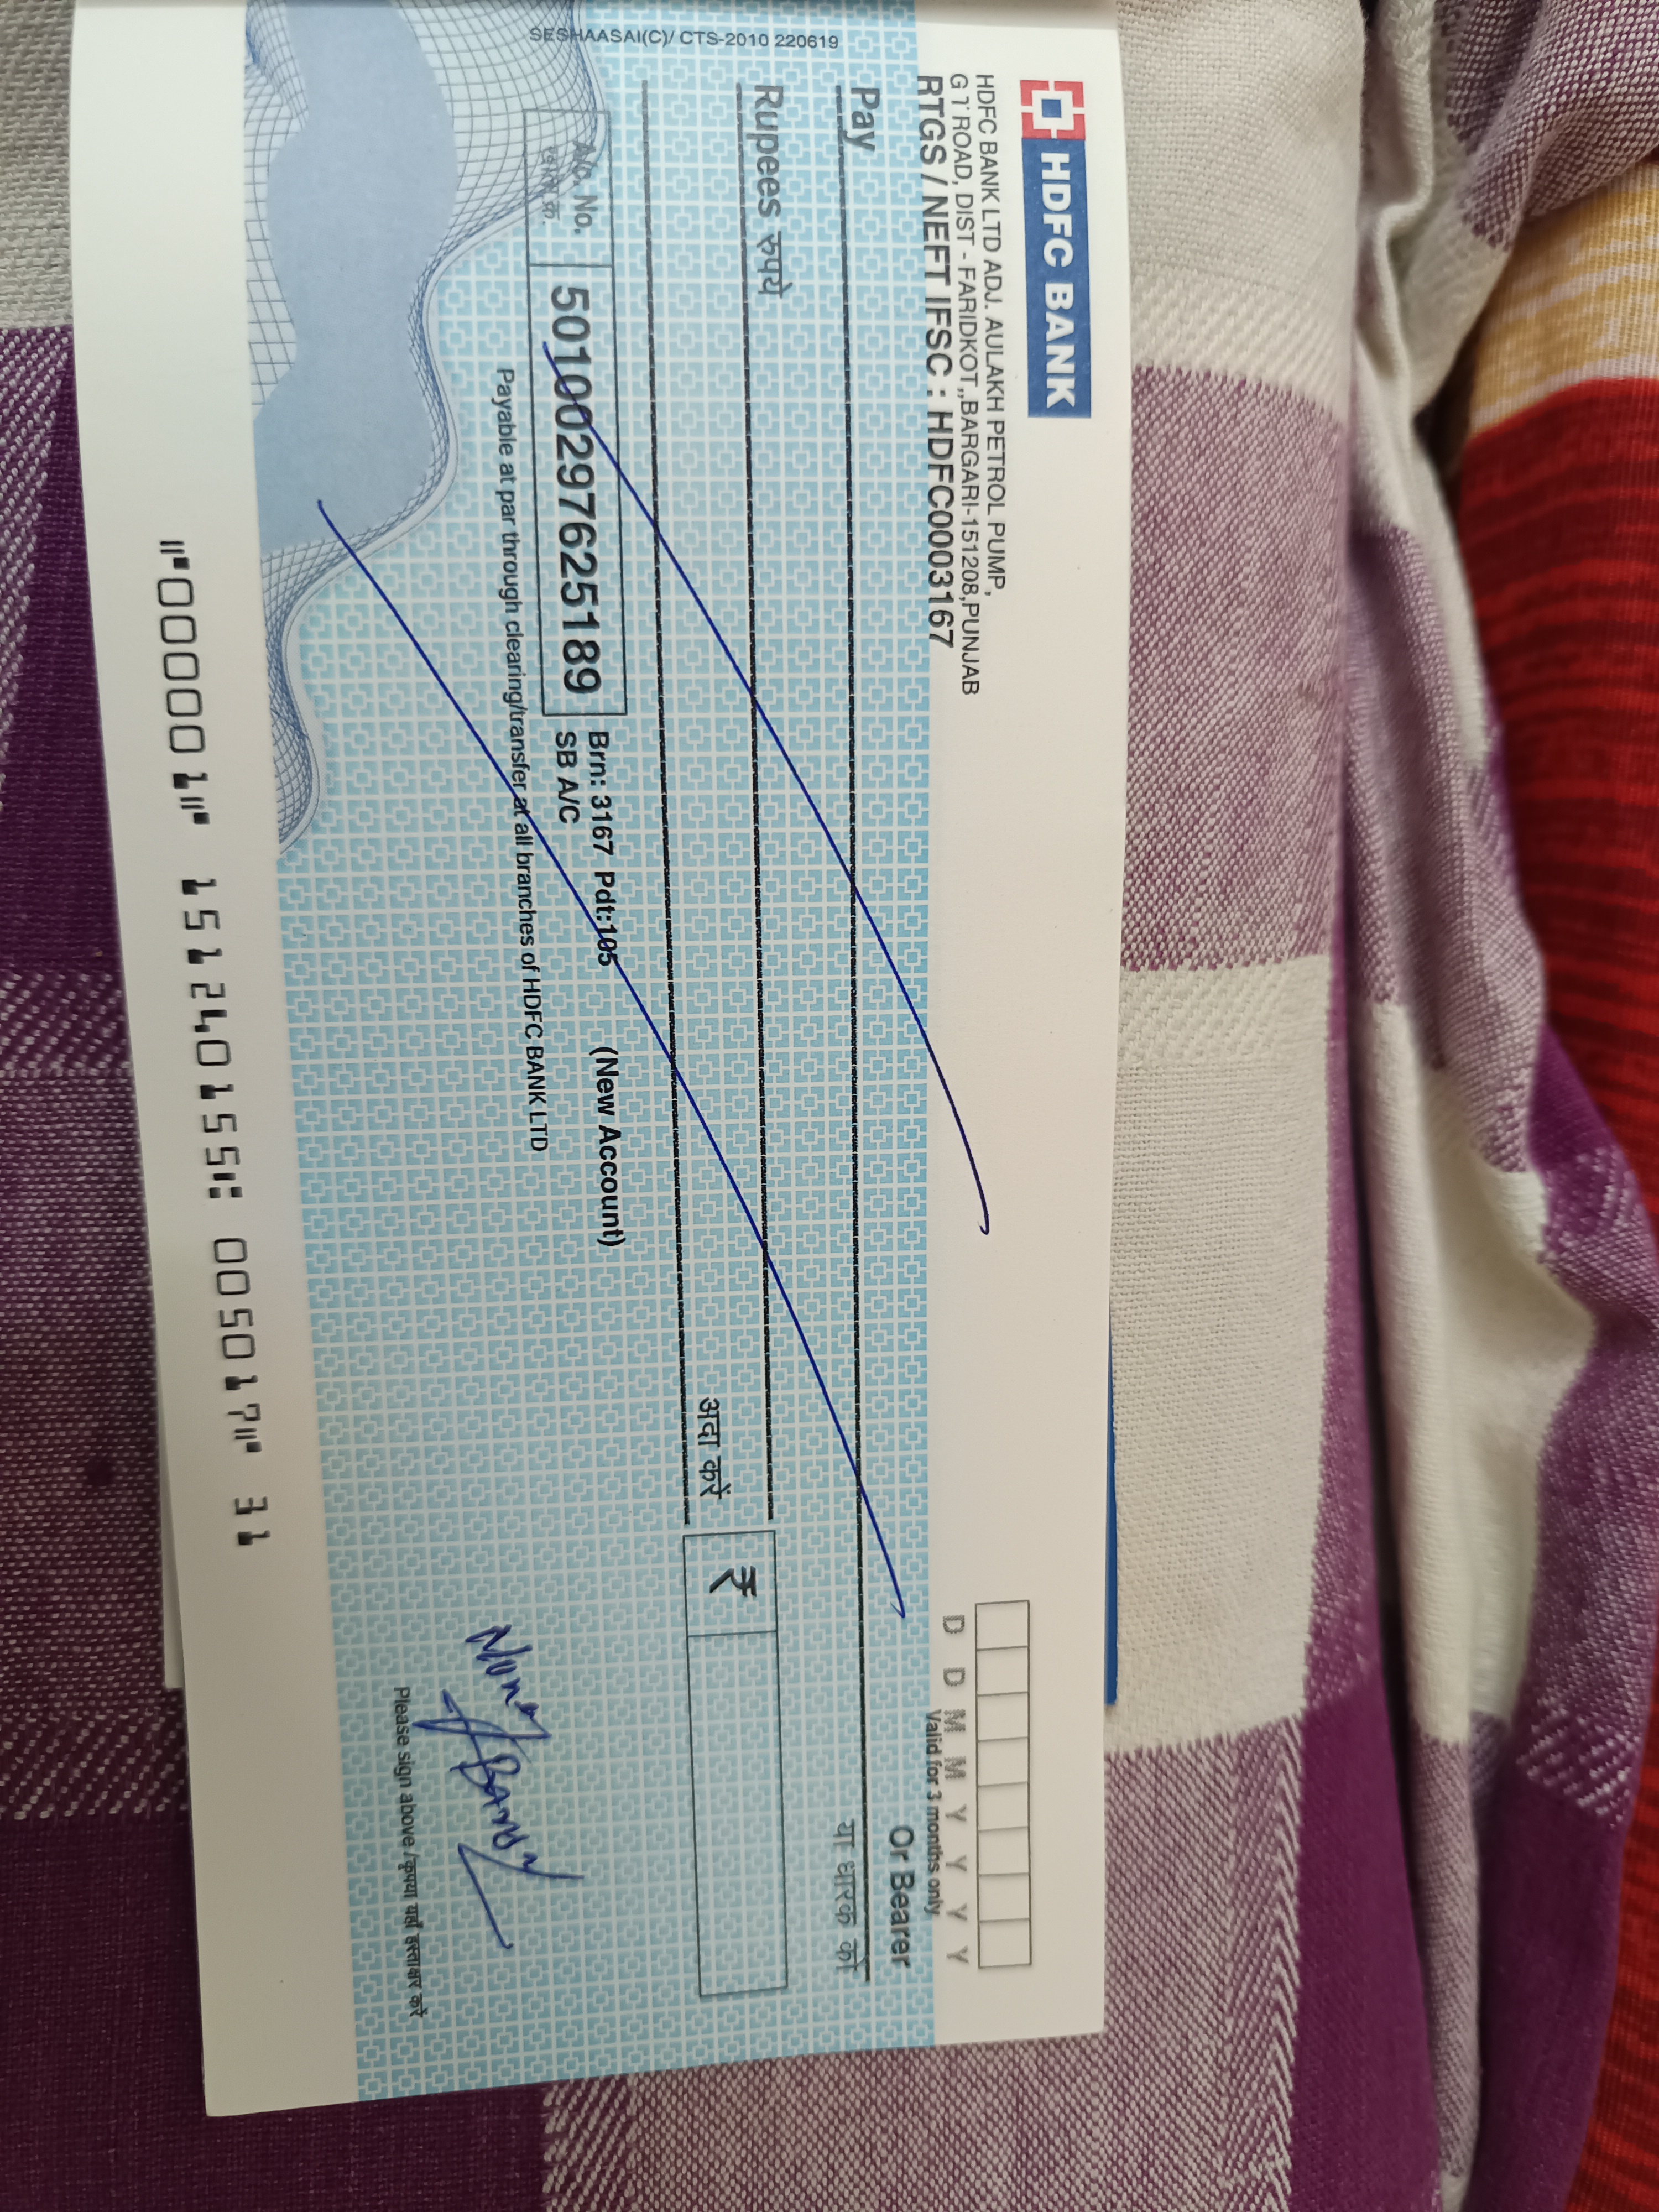 HDFC BANK
HDFC BANK LTD ADJ. AULAKH PETROL PUMP,
G T ROAD, DIST - FARIDKOT,,BARGARI-151208,PUNJAB
RTGS / NEFT IFSC : HDFC0003167
D D M M Y Y Y Y
Valid for 3 months only
Pay
Or Bearer
या धारक को
Rupees रुपये
अदा करें
₹
A/c. No.
50100297625189
Brn: 3167 Pdt:105 (New Account)
SB A/C
Payable at par through clearing/transfer at all branches of HDFC BANK LTD
SESHAASAI(C)/ CTS-2010 220619
Please sign above /कृपया यहाँ हस्ताक्षर करें
⑈000001⑈ 151240155⑆ 005017⑈ 31